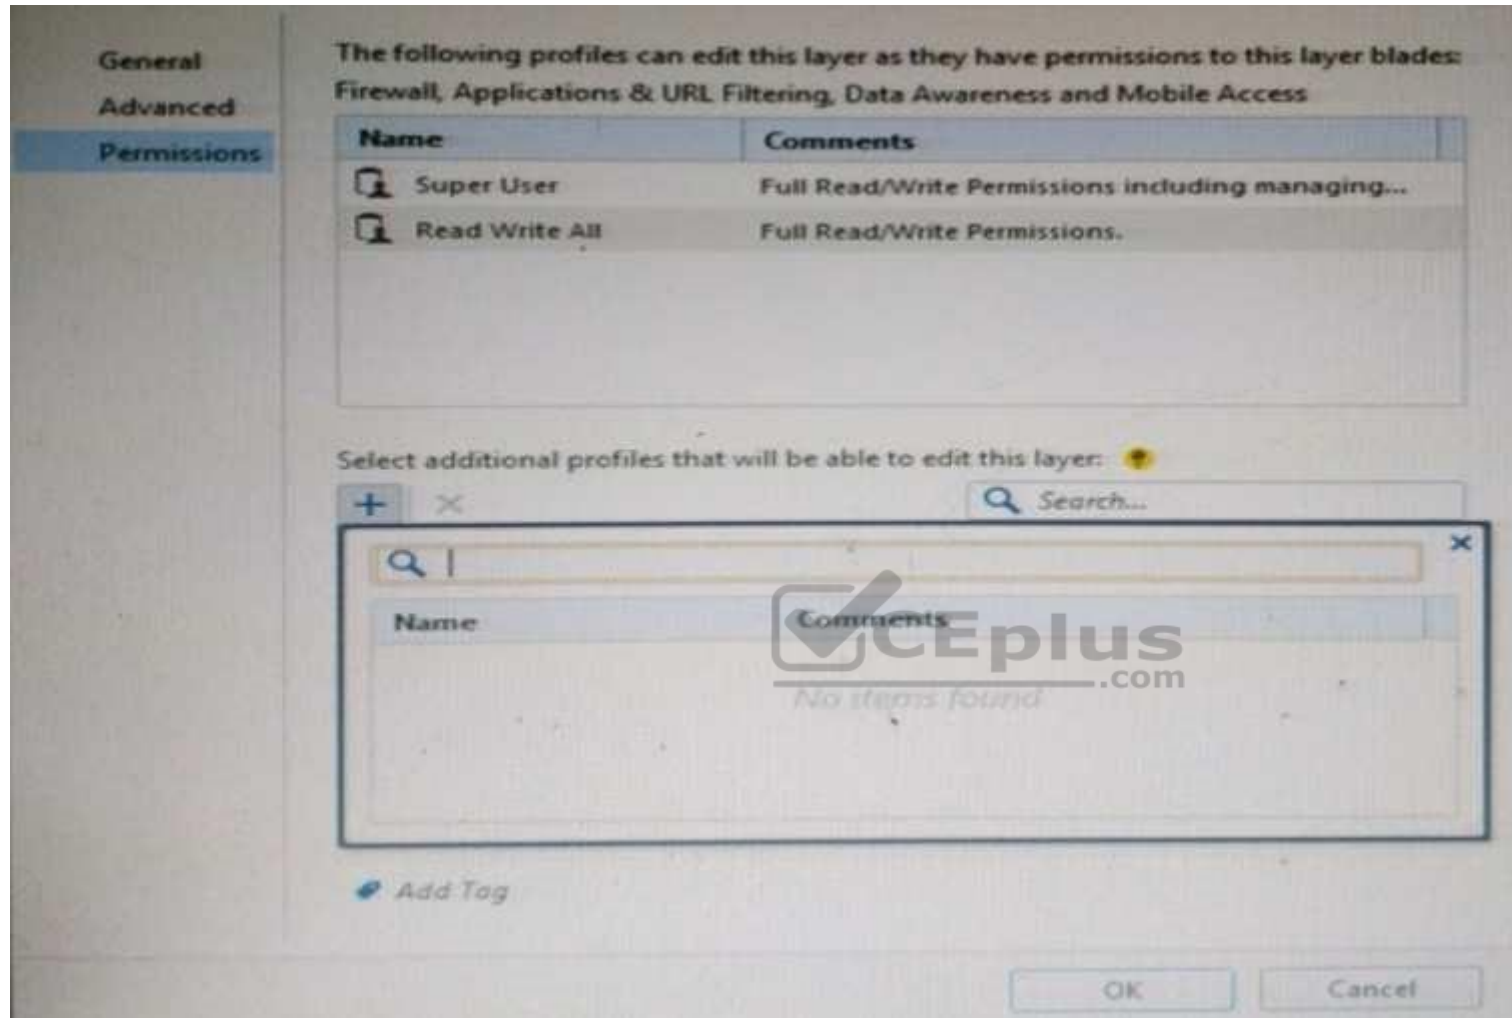 General
Advanced
Permissions
The following profiles can edit this layer as they have permissions to this layer blades:
Firewall, Applications & URL Filtering, Data Awareness and Mobile Access
Name Comments
Super User Full Read/Write Permissions including managing...
Read Write All Full Read/Write Permissions.
Select additional profiles that will be able to edit this layer:
Search...
Name Comments
CEplus
.com
No items found
Add Tag
OK Cancel